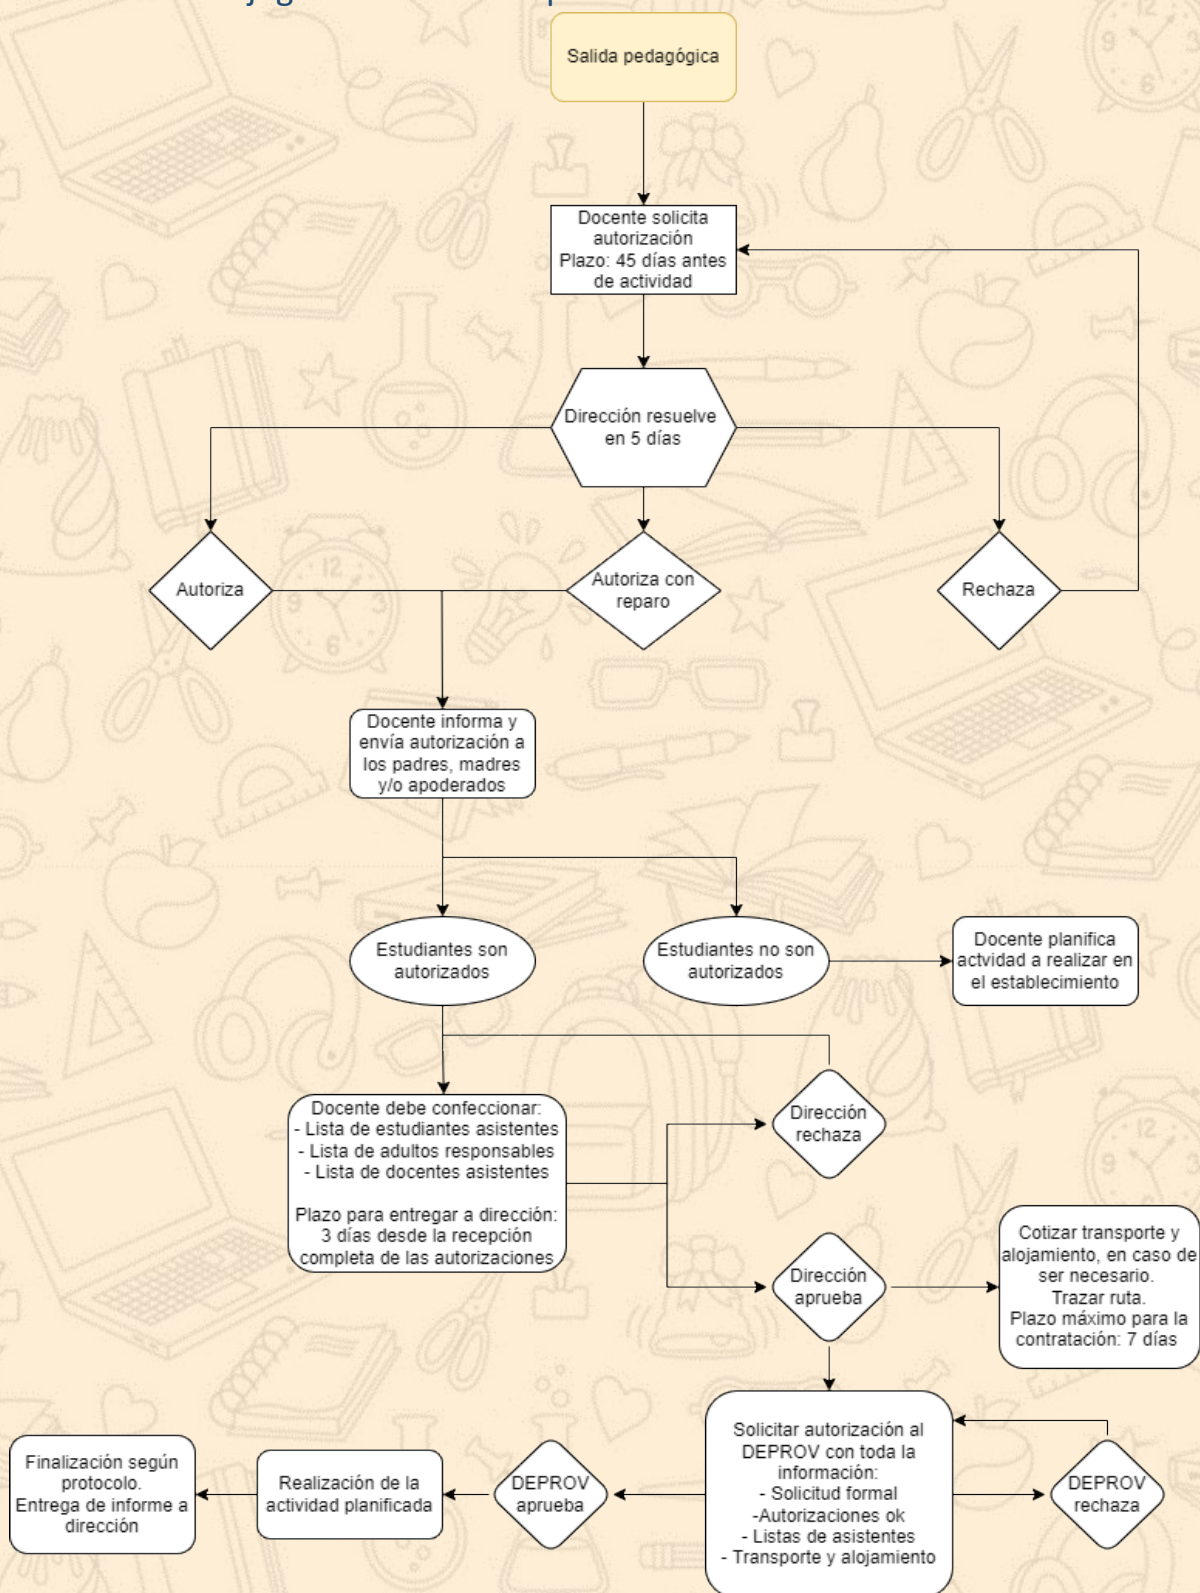 Salida pedagógica
Docente solicita
autorización
Plazo: 45 días antes
de actividad
Dirección resuelve
en 5 días
Autoriza
Autoriza con
reparo
Rechaza
Docente informa y
envía autorización a
los padres, madres
y/o apoderados
Estudiantes son
autorizados
Estudiantes no son
autorizados
Docente planifica
actvidad a realizar en
el establecimiento
Docente debe confeccionar:
- Lista de estudiantes asistentes
- Lista de adultos responsables
- Lista de docentes asistentes
Plazo para entregar a dirección:
3 días desde la recepción
completa de las autorizaciones
Dirección
rechaza
Dirección
aprueba
Cotizar transporte y
alojamiento, en caso de
ser necesario.
Trazar ruta.
Plazo máximo para la
contratación: 7 días
Solicitar autorización al
DEPROV con toda la
información:
- Solicitud formal
-Autorizaciones ok
- Listas de asistentes
- Transporte y alojamiento
DEPROV
rechaza
DEPROV
aprueba
Realización de la
actividad planificada
Finalización según
protocolo.
Entrega de informe a
dirección